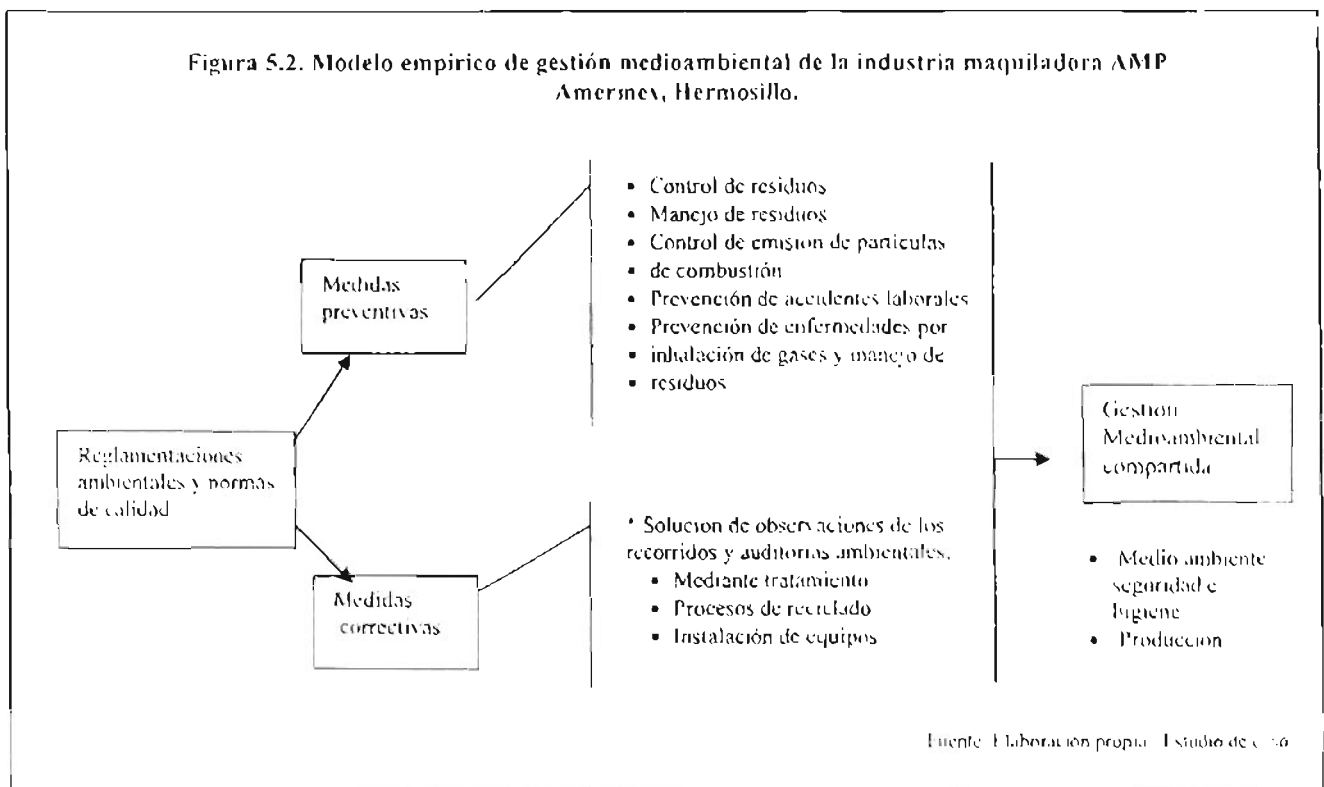 Figura 5.2. Modelo empirico de gestión medioambiental de la industria maquiladora AMP
Amermex, Hermosillo.
Medidas
preventivas
• Control de residuos
• Manejo de residuos
• Control de emision de particulas
• de combustión
• Prevención de accidentes laborales
• Prevención de enfermedades por
• inhalación de gases y manejo de
• residuos
Reglamentaciones
ambientales y normas
de calidad
Medidas
correctivas
* Solucion de observaciones de los
recorridos y auditorias ambientales.
• Mediante tratamiento
• Procesos de reciclado
• Instalación de equipos
Gestion
Medioambiental
compartida
• Medio ambiente
seguridad e
higiene
• Produccion
Fuente Elaboracion propia Estudio de caso